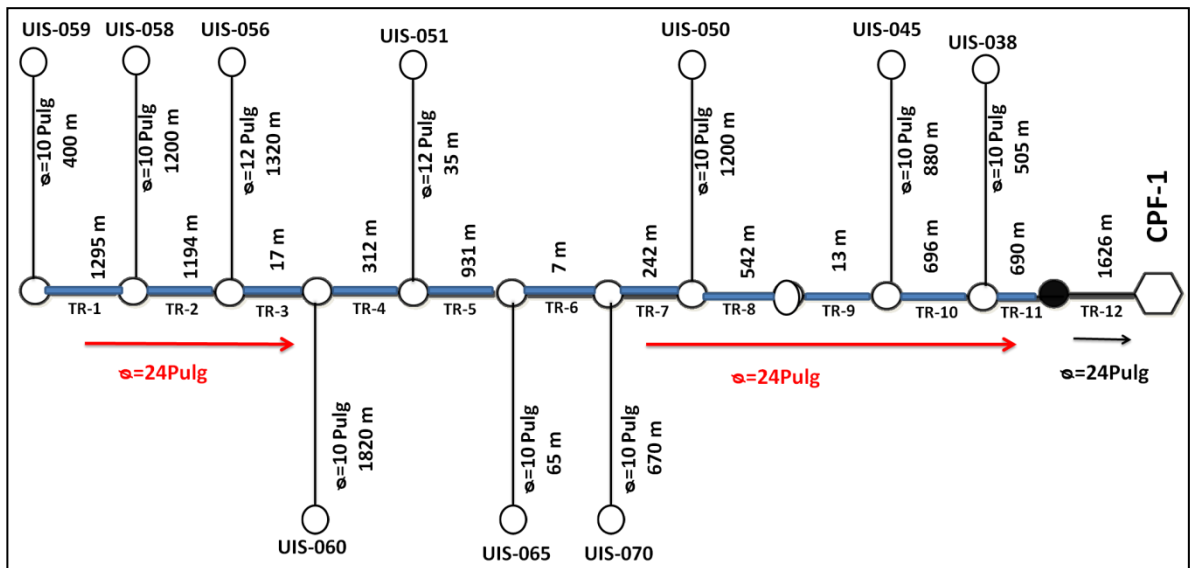 UIS-059
UIS-058
UIS-056
UIS-051
UIS-050
UIS-045
UIS-038
ᴓ=10 Pulg
400 m
ᴓ=10 Pulg
1200 m
ᴓ=12 Pulg
1320 m
ᴓ=12 Pulg
35 m
ᴓ=10 Pulg
1200 m
ᴓ=10 Pulg
880 m
ᴓ=10 Pulg
505 m
1295 m
1194 m
17 m
312 m
931 m
7 m
242 m
542 m
13 m
696 m
690 m
1626 m
CPF-1
TR-1
TR-2
TR-3
TR-4
TR-5
TR-6
TR-7
TR-8
TR-9
TR-10
TR-11
TR-12
ᴓ=24Pulg
ᴓ=24Pulg
ᴓ=24Pulg
ᴓ=10 Pulg
1820 m
ᴓ=10 Pulg
65 m
ᴓ=10 Pulg
670 m
UIS-060
UIS-065
UIS-070